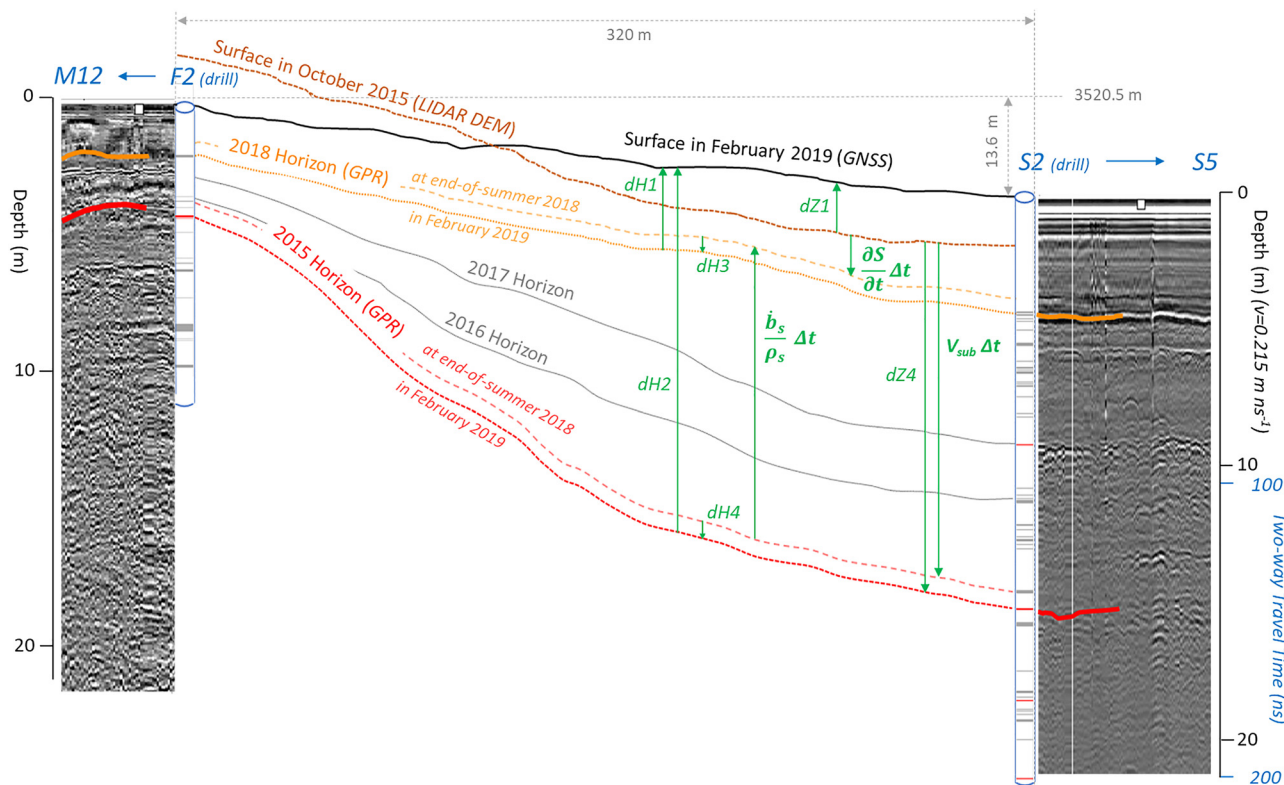 320 m
Surface in October 2015 (LIDAR DEM)
M12 ← F2 (drill)
0
3520.5 m
13.6 m
Surface in February 2019 (GNSS)
S2 (drill) → S5
2018 Horizon (GPR)
at end-of-summer 2018
in February 2019
dH1
dZ1
0
dH3
∂S/∂t Δt
2015 Horizon (GPR)
2017 Horizon
2016 Horizon
at end-of-summer 2018
in February 2019
ḃs/ρs Δt
Vsub Δt
dH2
dZ4
dH4
Depth (m)
10
20
Depth (m) (v=0.215 m ns-1)
10
100
Two-way Travel Time (ns)
20
200